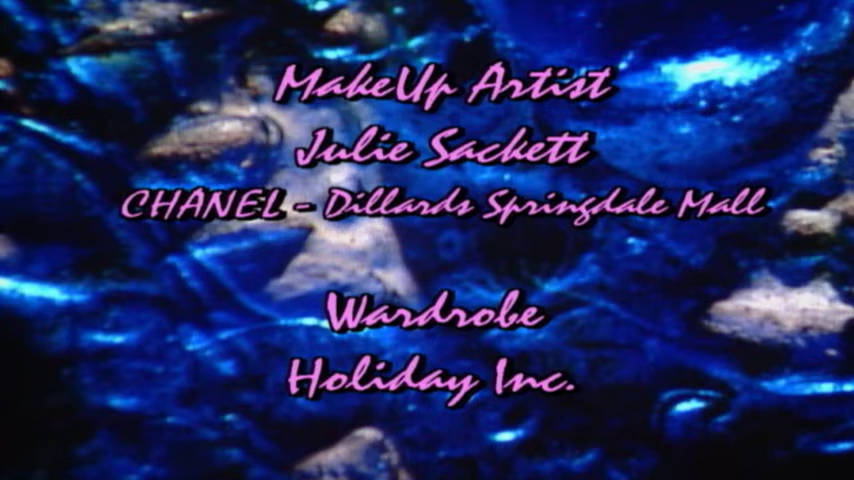 MakeUp Artist
Julie Sackett
CHANEL - Dillards Springdale Mall
Wardrobe
Holiday Inc.